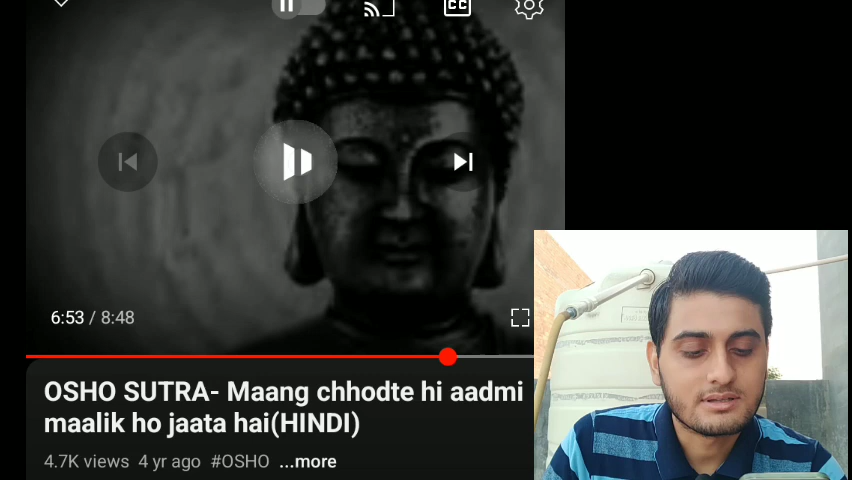 CC
6:53 / 8:48
OSHO SUTRA- Maang chhodte hi aadmi
maalik ho jaata hai(HINDI)
4.7K views 4 yr ago #OSHO ...more